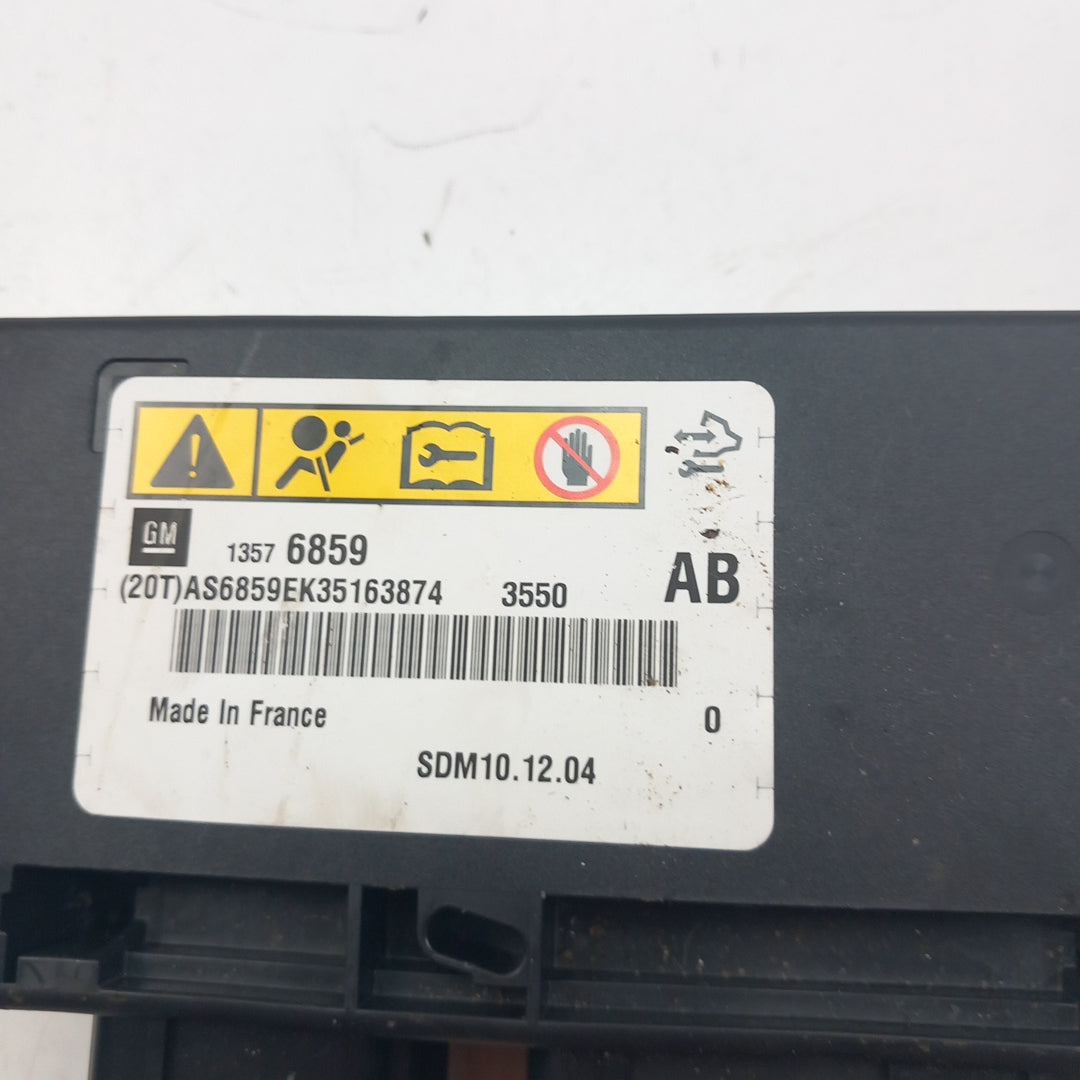 GM 1357 6859
AB
(20T)AS6859EK35163874 3550
Made In France 0
SDM10.12.04